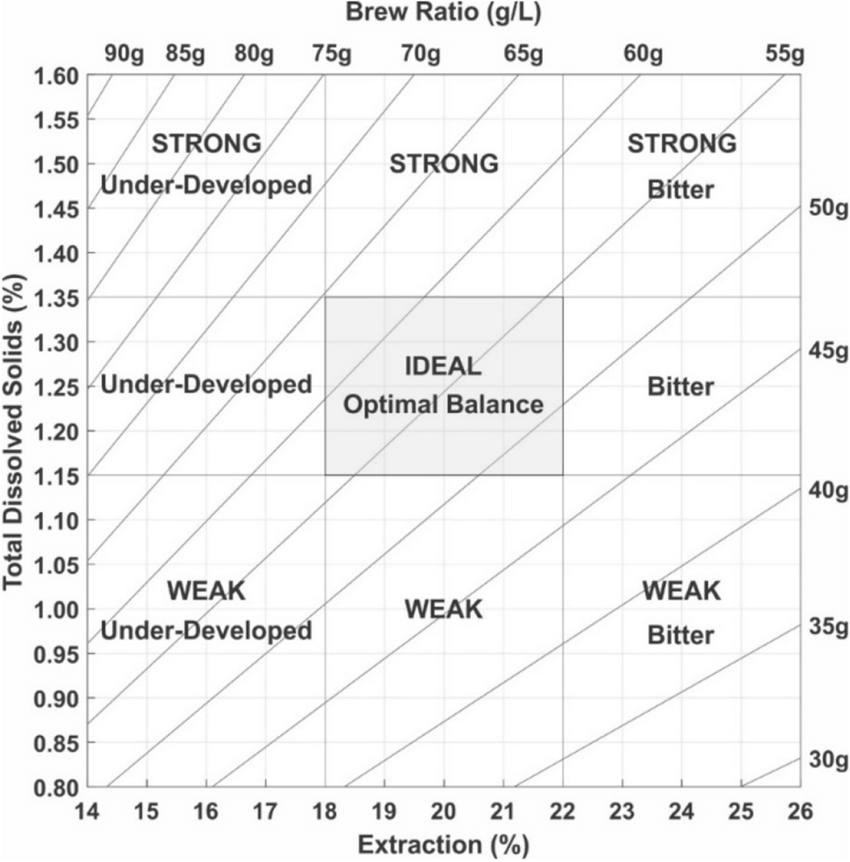 Brew Ratio (g/L)
90g 85g 80g 75g 70g 65g 60g 55g
1.60
1.55
STRONG STRONG
1.50
STRONG
Under-Developed Bitter
1.45
50g
1.40
1.35
45g
1.30
IDEAL
1.25
Under-Developed Bitter
Optimal Balance
1.20
1.15
40g
1.10
1.05
WEAK WEAK
1.00
WEAK
35g
Under-Developed Bitter
0.95
0.90
0.85
30g
0.80
Total Dissolved Solids (%)
14 15 16 17 18 19 20 21 22 23 24 25 26
Extraction (%)